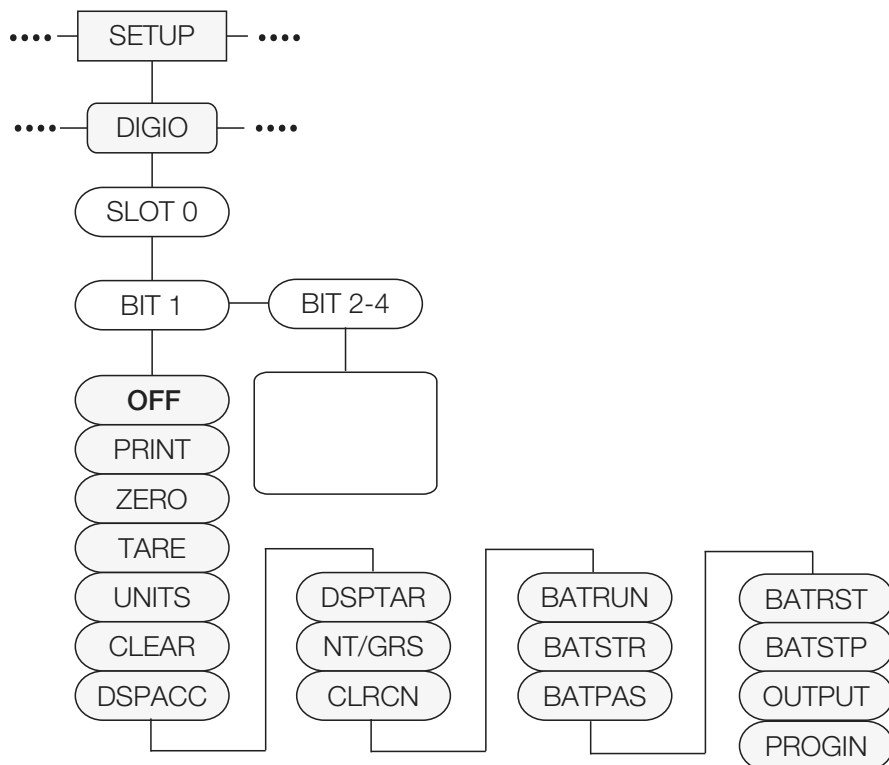 SETUP
DIGIO
SLOT 0
BIT 1
BIT 2-4
OFF
PRINT
ZERO
TARE
UNITS
CLEAR
DSPACC
DSPTAR
NT/GRS
CLRCN
BATRUN
BATSTR
BATPAS
BATRST
BATSTP
OUTPUT
PROGIN